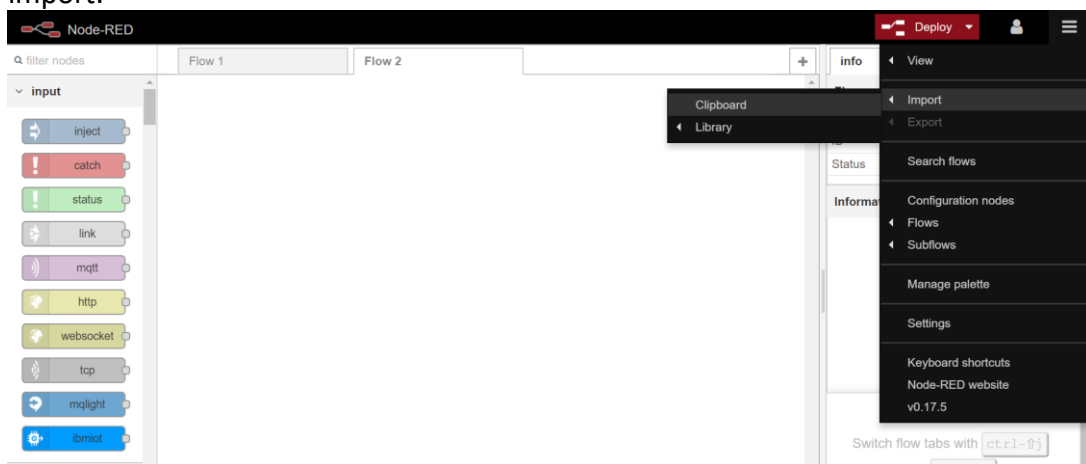 import.
Node-RED
Deploy
filter nodes
Flow 1
Flow 2
+
info
View
input
Clipboard
Import
Library
Export
inject
catch
Status
Search flows
status
Informa
Configuration nodes
link
Flows
Subflows
mqtt
Manage palette
http
websocket
Settings
tcp
Keyboard shortcuts
Node-RED website
mqlight
v0.17.5
ibmiot
Switch flow tabs with ctrl-⇧j